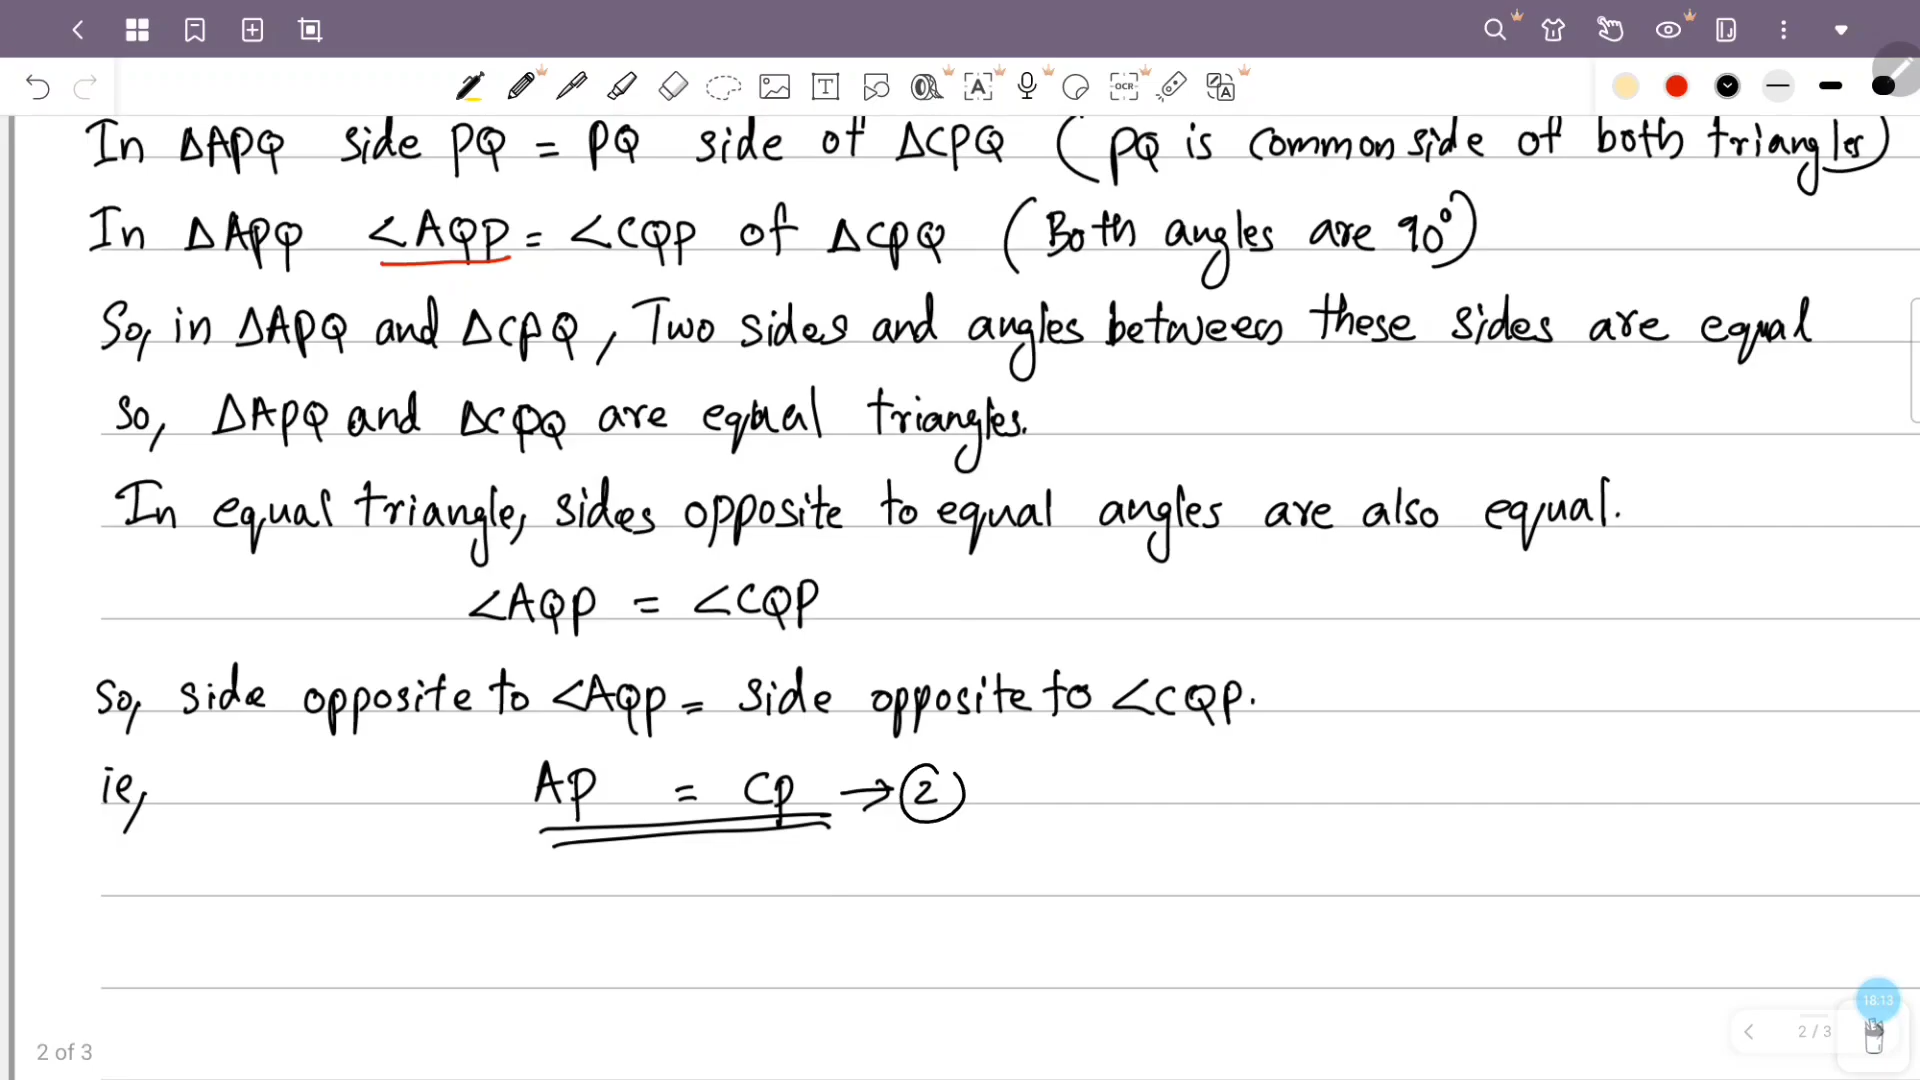 In ΔAPQ side PQ = PQ side of ΔCPQ (PQ is common side of both triangles)
In ΔAPQ <AQP = <CQP of ΔCPQ (Both angles are 90°)
So, in ΔAPQ and ΔCPQ, Two sides and angles between these sides are equal
so, ΔAPQ and ΔCPQ are equal triangles.
In equal triangle, sides opposite to equal angles are also equal.
<AQP = <CQP
So, side opposite to <AQP = side opposite to <CQP.
ie, AP = CP → ②
18.13
2 of 3
2 / 3